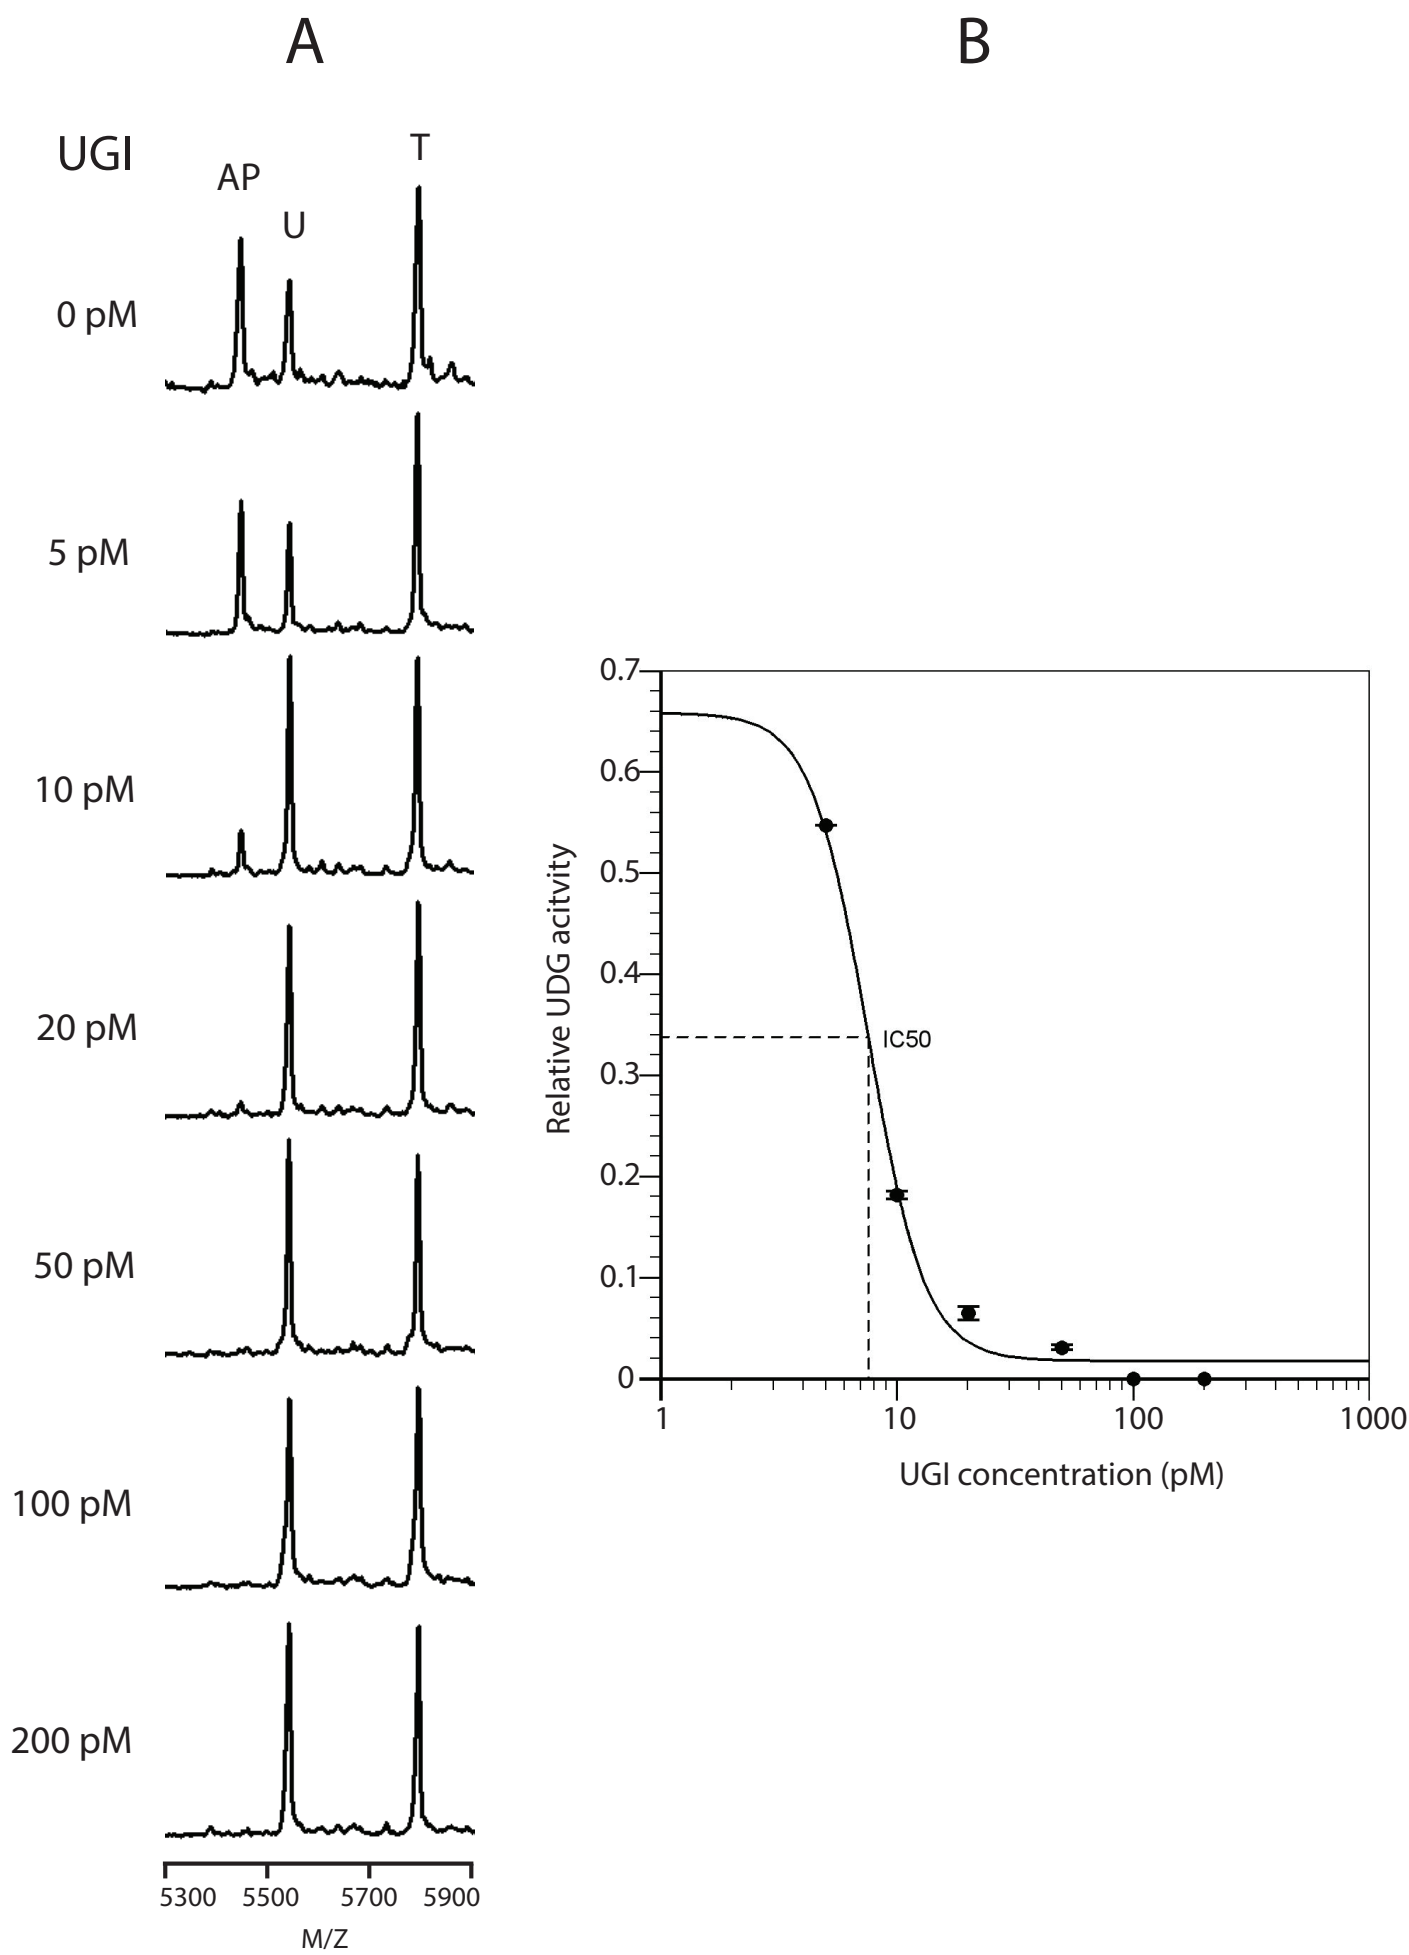 A
B
UGI
AP
U
T
0 pM
5 pM
10 pM
20 pM
50 pM
100 pM
200 pM
5300 5500 5700 5900
M/Z
0.7
0.6
0.5
0.4
0.3
0.2
0.1
0
Relative UDG acitvity
IC50
1 10 100 1000
UGI concentration (pM)